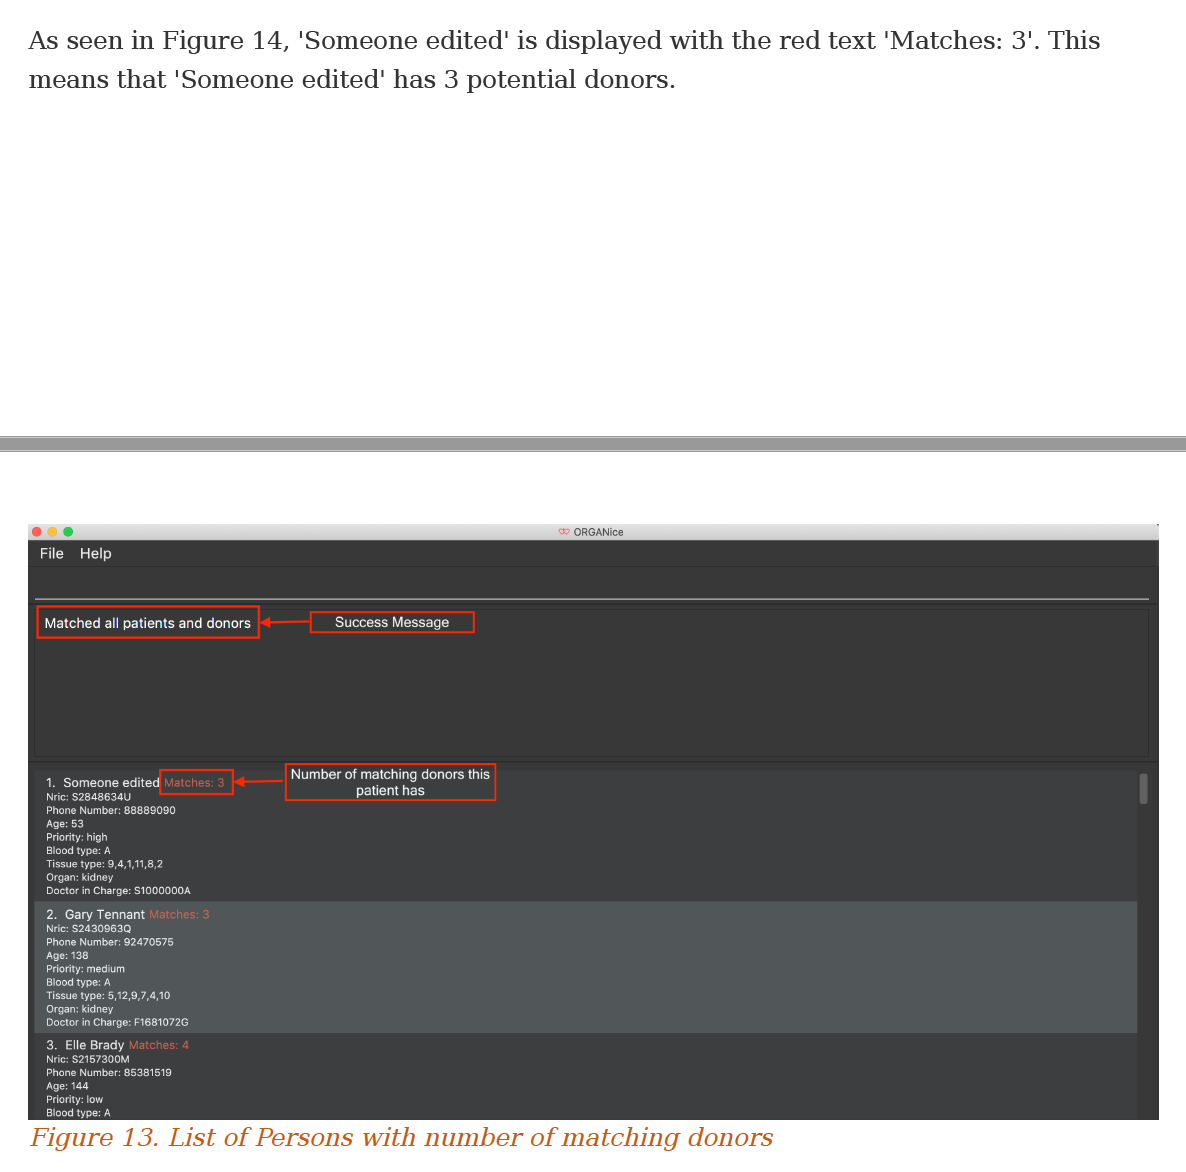 As seen in Figure 14, 'Someone edited' is displayed with the red text 'Matches: 3'. This
means that 'Someone edited' has 3 potential donors.
ORGANice
File Help
Matched all patients and donors
Success Message
1. Someone edited Matches: 3
Number of matching donors this
patient has
Nric: S2848634U
Phone Number: 88889090
Age: 53
Priority: high
Blood type: A
Tissue type: 9,4,1,11,8,2
Organ: kidney
Doctor in Charge: S1000000A
2. Gary Tennant Matches: 3
Nric: S2430963Q
Phone Number: 92470575
Age: 138
Priority: medium
Blood type: A
Tissue type: 5,12,9,7,4,10
Organ: kidney
Doctor in Charge: F1681072G
3. Elle Brady Matches: 4
Nric: S2157300M
Phone Number: 85381519
Age: 144
Priority: low
Blood type: A
Figure 13. List of Persons with number of matching donors